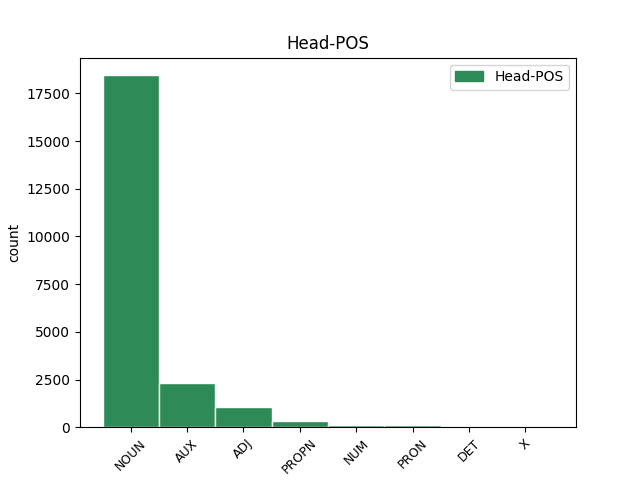 Head-POS
Head-POS
17500
15000
12500
10000
7500
5000
2500
0
count
NOUN
AUX
ADJ
PROPN
NUM
PRON
DET
X